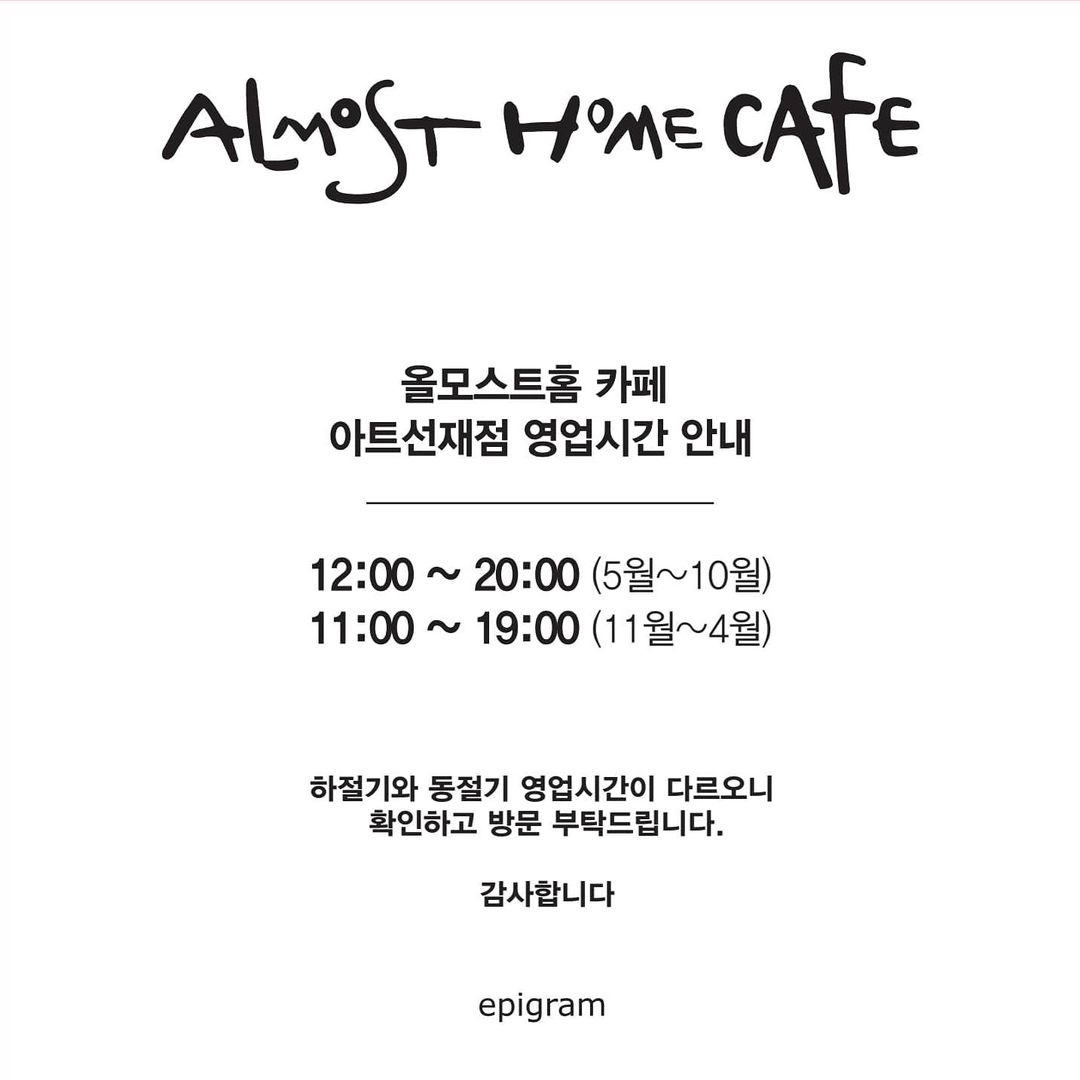 ALMOST HOME CAFE
올모스트홈 카페
아트선재점 영업시간 안내
12:00 ~ 20:00 (5월~10월)
11:00 ~ 19:00 (11월~4월)
하절기와 동절기 영업시간이 다르오니
확인하고 방문 부탁드립니다.
감사합니다
epigram